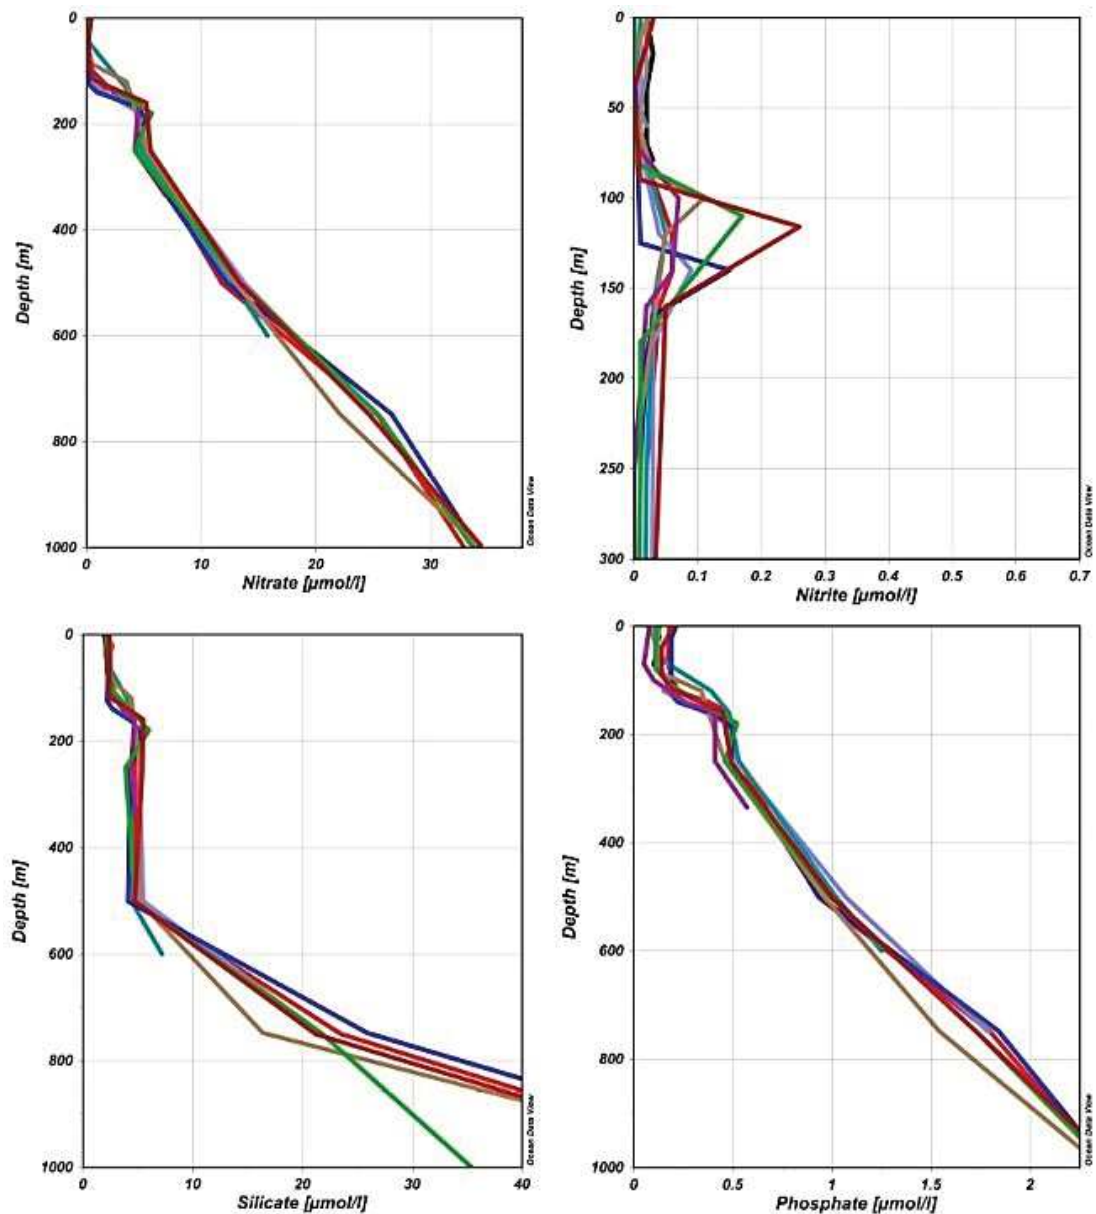 0
200
400
600
800
1000
Depth [m]
0 10 20 30
Nitrate [µmol/l]
Ocean Data View
0
50
100
150
200
250
300
Depth [m]
0 0.1 0.2 0.3 0.4 0.5 0.6 0.7
Nitrite [µmol/l]
Ocean Data View
0
200
400
600
800
1000
Depth [m]
0 10 20 30 40
Silicate [µmol/l]
Ocean Data View
0
200
400
600
800
1000
Depth [m]
0 0.5 1 1.5 2
Phosphate [µmol/l]
Ocean Data View